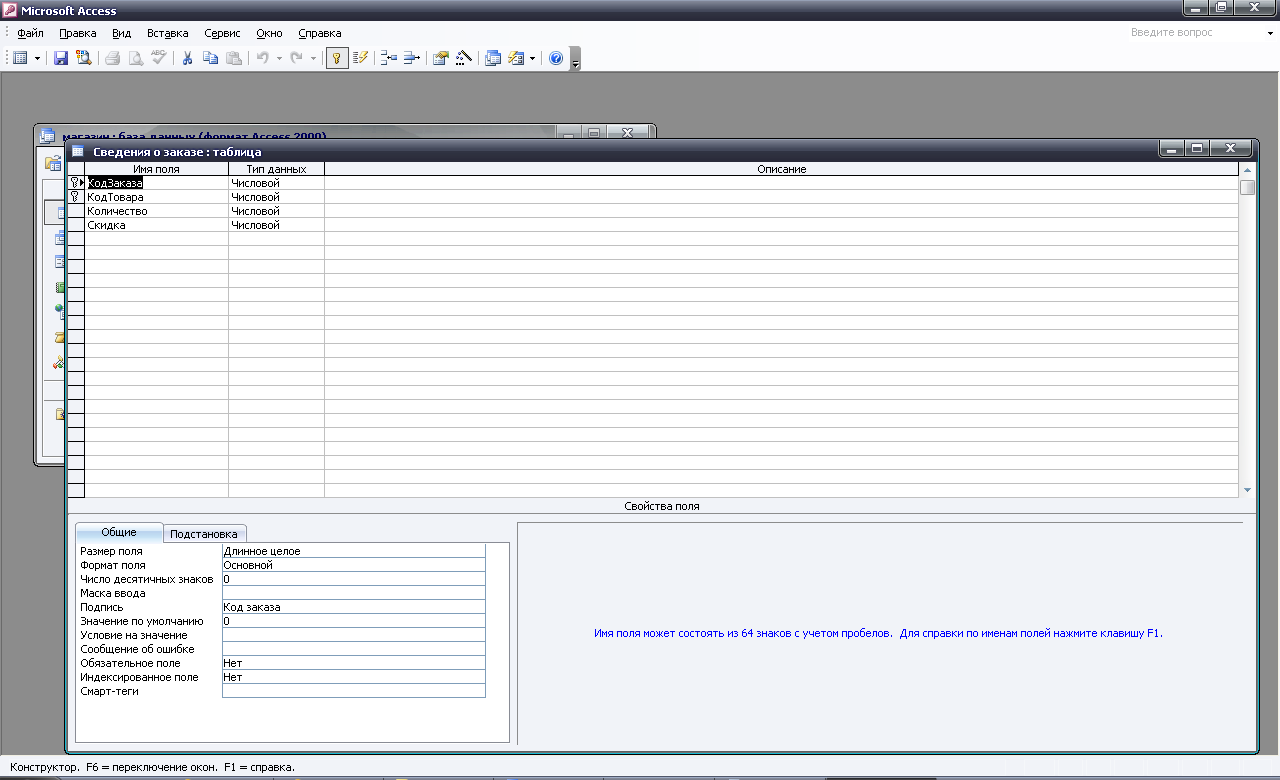 Microsoft Access
Файл Правка Вид Вставка Сервис Окно Справка Введите вопрос
магазин : база данных (формат Access 2000)
Сведения о заказе : таблица
Имя поля Тип данных Описание
КодЗаказа Числовой
КодТовара Числовой
Количество Числовой
Скидка Числовой
Свойства поля
Общие Подстановка
Размер поля Длинное целое
Формат поля Основной
Число десятичных знаков 0
Маска ввода
Подпись Код заказа
Значение по умолчанию 0
Условие на значение
Сообщение об ошибке
Обязательное поле Нет
Индексированное поле Нет
Смарт-теги
Имя поля может состоять из 64 знаков с учетом пробелов. Для справки по именам полей нажмите клавишу F1.
Конструктор. F6 = переключение окон. F1 = справка.